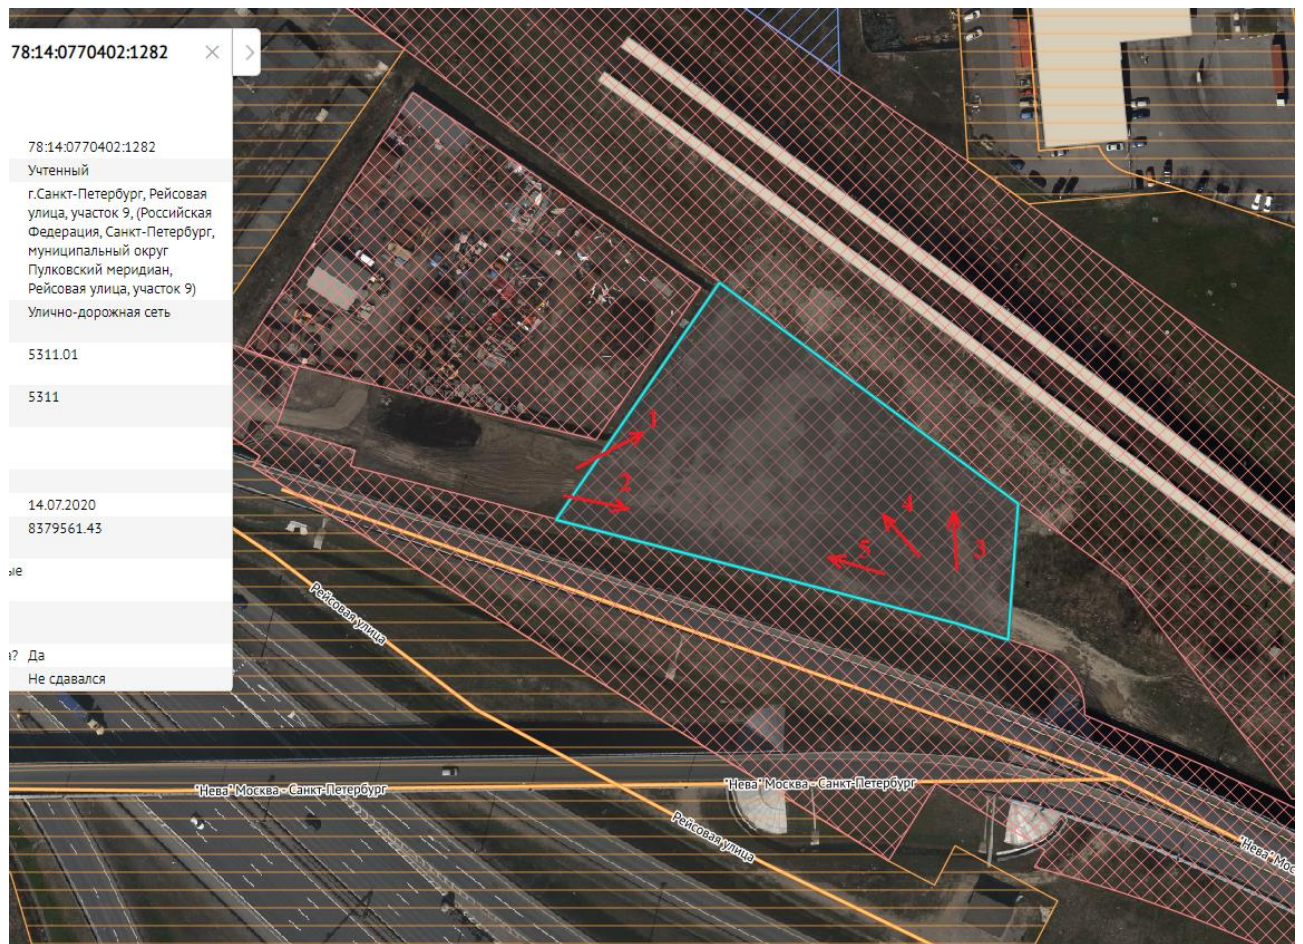 78:14:0770402:1282
78:14:0770402:1282
Учтенный
г.Санкт-Петербург, Рейсовая
улица, участок 9, (Российская
Федерация, Санкт-Петербург,
муниципальный округ
Пулковский меридиан,
Рейсовая улица, участок 9)
Улично-дорожная сеть
5311.01
5311
14.07.2020
8379561.43
ые
а? Да
Не сдавался
1
2
4
3
5
Рейсовая улица
"Нева" Москва - Санкт-Петербург
"Нева" Москва - Санкт-Петербург
Рейсовая улица
"Нева" Мос